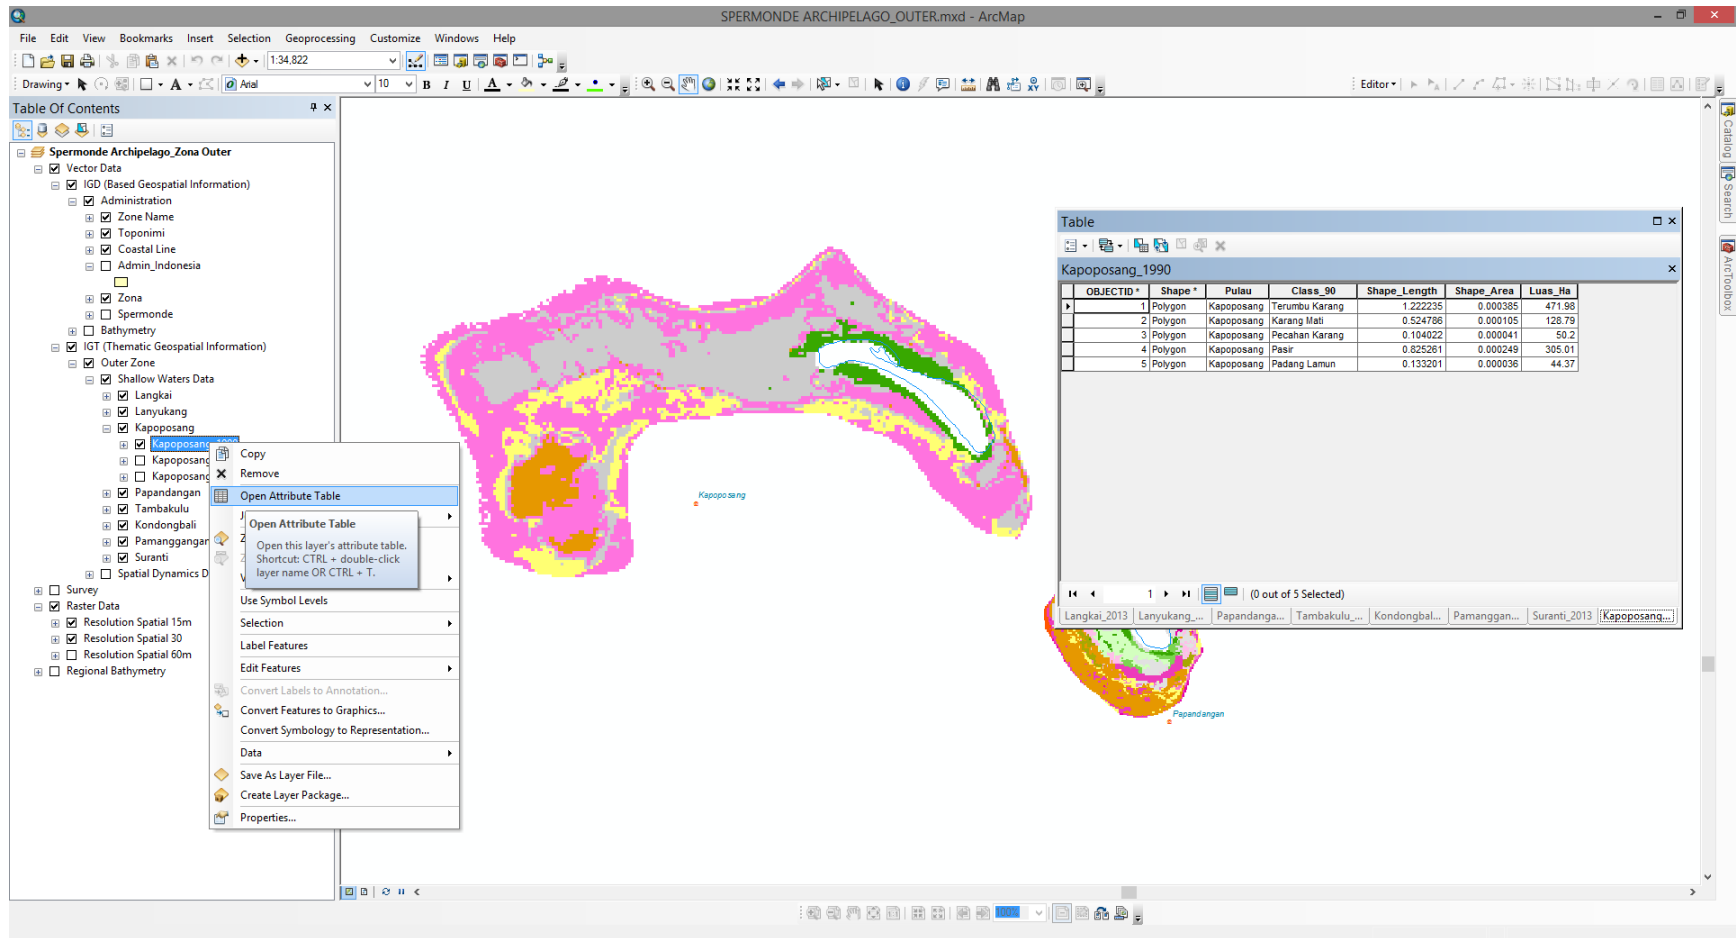 SPERMONDE ARCHIPELAGO_OUTER.mxd - ArcMap
File Edit View Bookmarks Insert Selection Geoprocessing Customize Windows Help
1:34,822
Drawing Arial 10 B I U A Editor
Table Of Contents
Spermonde Archipelago_Zona Outer
Vector Data
IGD (Based Geospatial Information)
Administration
Zone Name
Toponimi
Coastal Line
Admin_Indonesia
Zona
Spermonde
Bathymetry
IGT (Thematic Geospatial Information)
Outer Zone
Shallow Waters Data
Langkai
Lanyukang
Kapoposang
Kapoposang_1990
Kapoposang
Kapoposang
Papandangan
Tambakulu
Kondongbali
Pamanggangan
Suranti
Spatial Dynamics D
Survey
Raster Data
Resolution Spatial 15m
Resolution Spatial 30
Resolution Spatial 60m
Regional Bathymetry
Copy
Remove
Open Attribute Table
J
Z
Z
V
Open Attribute Table
Open this layer's attribute table.
Shortcut: CTRL + double-click
layer name OR CTRL + T.
Use Symbol Levels
Selection
Label Features
Edit Features
Convert Labels to Annotation...
Convert Features to Graphics...
Convert Symbology to Representation...
Data
Save As Layer File...
Create Layer Package...
Properties...
Kapoposang
Papandangan
Table
Kapoposang_1990
OBJECTID * Shape * Pulau Class_90 Shape_Length Shape_Area Luas_Ha
1 Polygon Kapoposang Terumbu Karang 1.222235 0.000385 471.98
2 Polygon Kapoposang Karang Mati 0.524786 0.000105 128.79
3 Polygon Kapoposang Pecahan Karang 0.104022 0.000041 50.2
4 Polygon Kapoposang Pasir 0.825261 0.000249 305.01
5 Polygon Kapoposang Padang Lamun 0.133201 0.000036 44.37
1 (0 out of 5 Selected)
Langkai_2013 Lanyukang_... Papandanga... Tambakulu_... Kondongbal... Pamanggan... Suranti_2013 Kapoposang...
Catalog
Search
ArcToolbox
100%